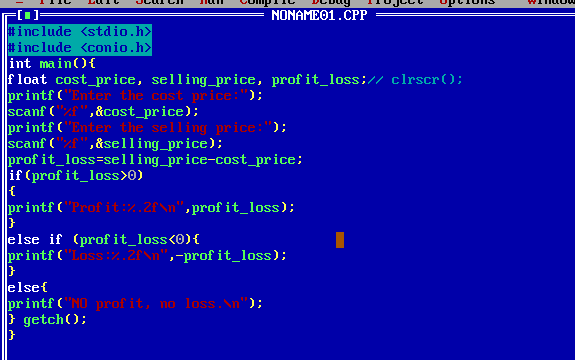 ≡ File Edit Search Run Compile Debug Project Options Window
[■] NONAME01.CPP
#include <stdio.h>
#include <conio.h>
int main(){
float cost_price, selling_price, profit_loss;// clrscr();
printf("Enter the cost price:");
scanf("%f",&cost_price);
printf("Enter the selling price:");
scanf("%f",&selling_price);
profit_loss=selling_price-cost_price;
if(profit_loss>0)
{
printf("Profit:%.2f\n",profit_loss);
}
else if (profit_loss<0){
printf("Loss:%.2f\n",-profit_loss);
}
else{
printf("NO profit, no loss.\n");
} getch();
}